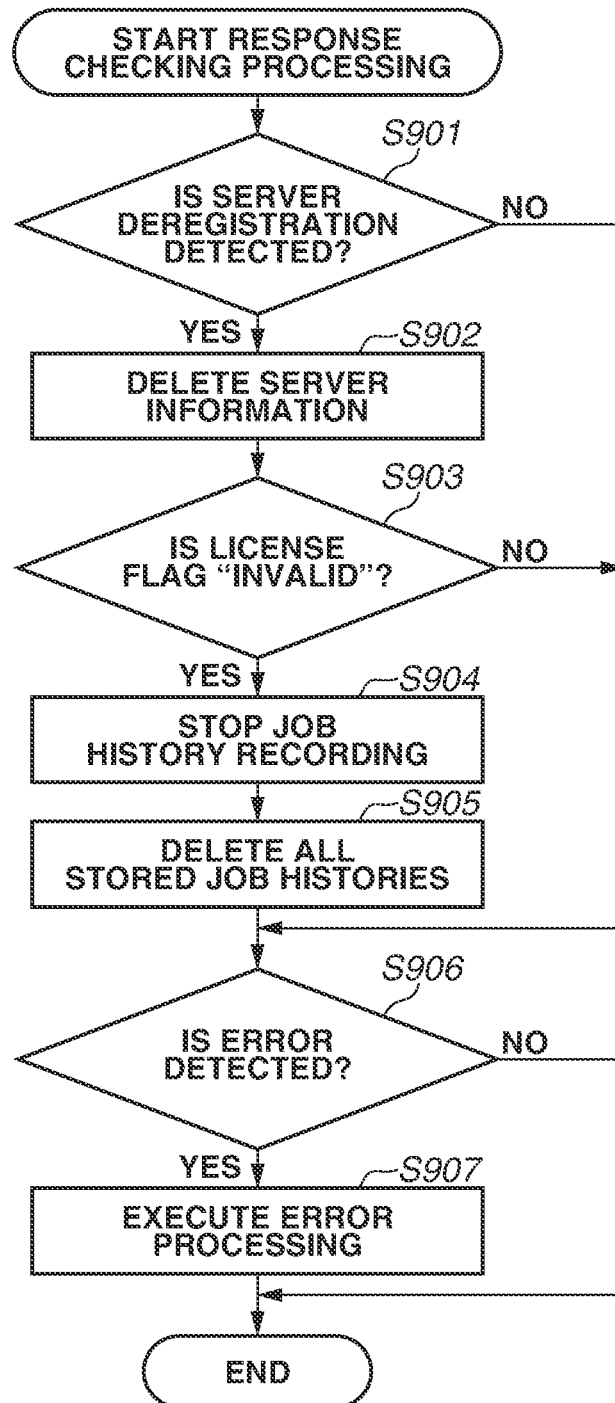 START RESPONSE
CHECKING PROCESSING
S901
IS SERVER
DEREGISTRATION
DETECTED?
NO
YES
S902
DELETE SERVER
INFORMATION
S903
IS LICENSE
FLAG “INVALID”?
NO
YES
S904
STOP JOB
HISTORY RECORDING
S905
DELETE ALL
STORED JOB HISTORIES
S906
IS ERROR
DETECTED?
NO
YES
S907
EXECUTE ERROR
PROCESSING
END